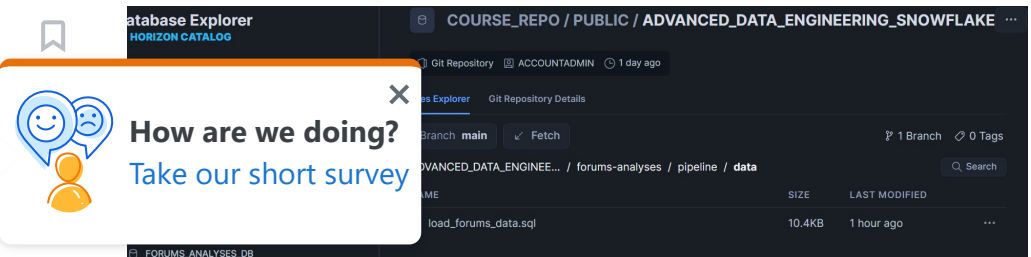 atabase Explorer
HORIZON CATALOG
COURSE_REPO / PUBLIC / ADVANCED_DATA_ENGINEERING_SNOWFLAKE
Git Repository ACCOUNTADMIN 1 day ago
es Explorer Git Repository Details
Branch main Fetch
1 Branch 0 Tags
DVANCED_DATA_ENGINEE... / forums-analyses / pipeline / data
Search
AME SIZE LAST MODIFIED
load_forums_data.sql 10.4KB 1 hour ago
How are we doing?
Take our short survey
FORUMS_ANALYSES_DB